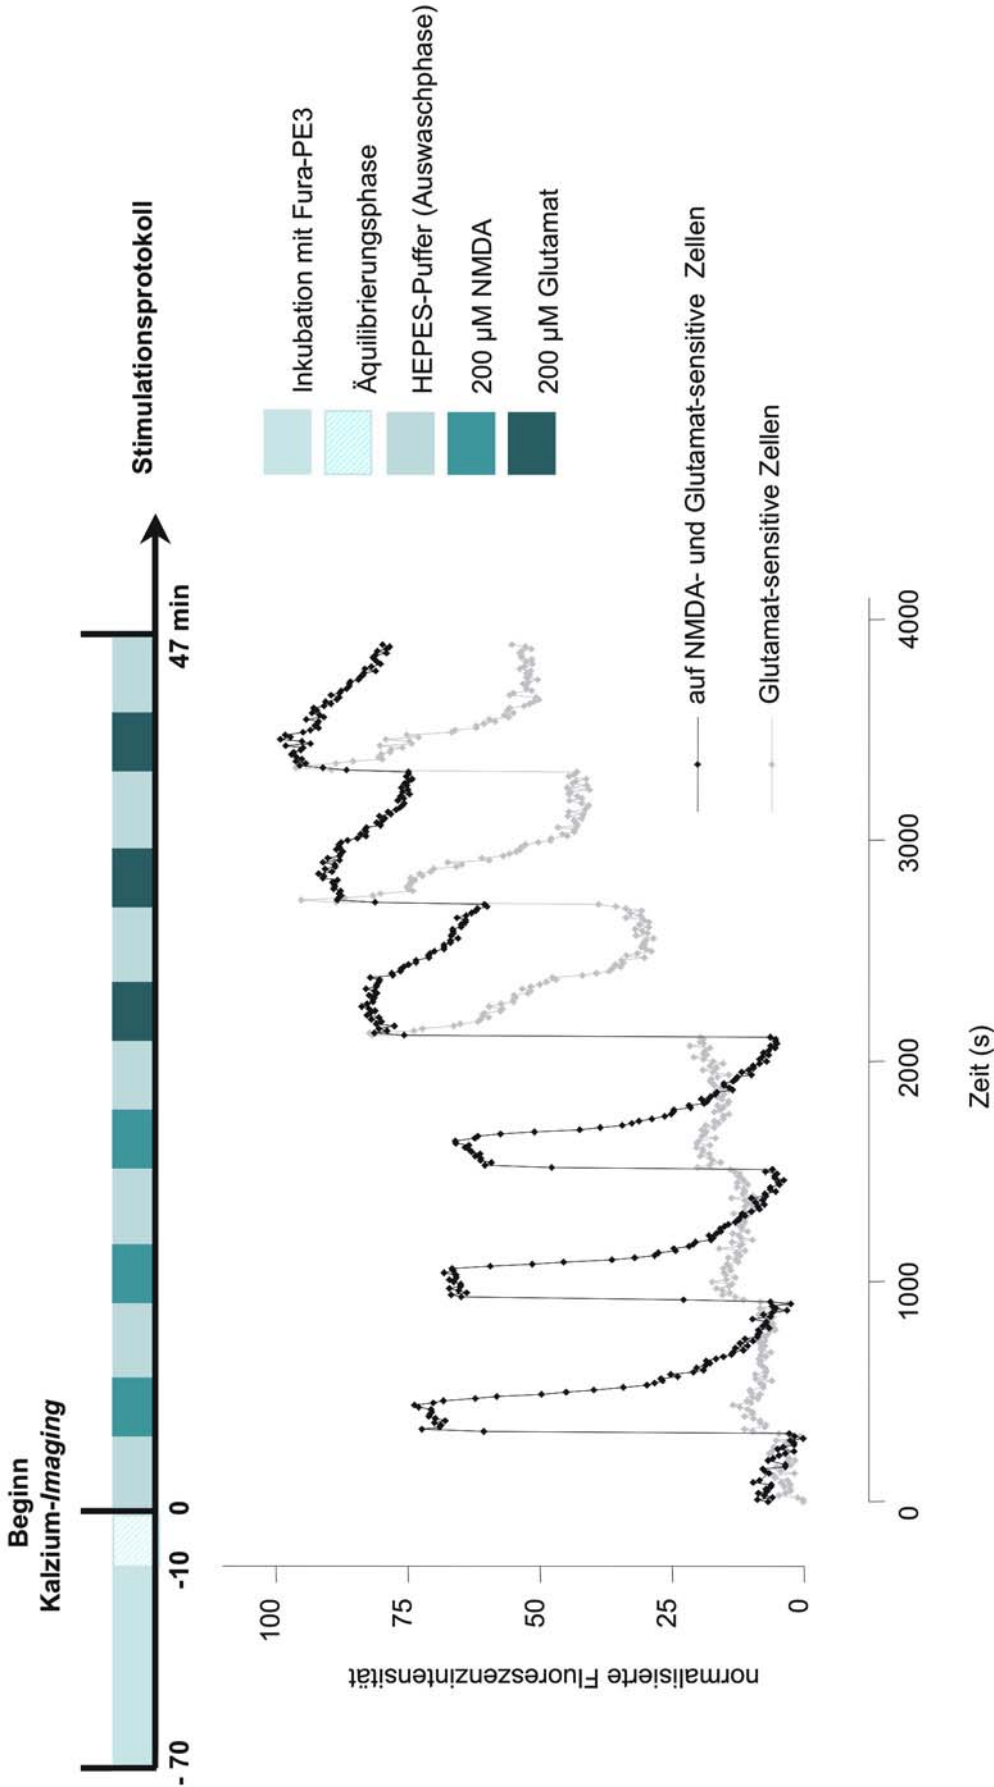 Beginn
Kalzium-Imaging
- 70
-10
0
47 min
Stimulationsprotokoll
Inkubation mit Fura-PE3
Äquilibrierungsphase
HEPES-Puffer (Auswaschphase)
200 µM NMDA
200 µM Glutamat
normalisierte Fluoreszenzintensität
100
75
50
25
0
auf NMDA- und Glutamat-sensitive Zellen
Glutamat-sensitive Zellen
0
1000
2000
3000
4000
Zeit (s)